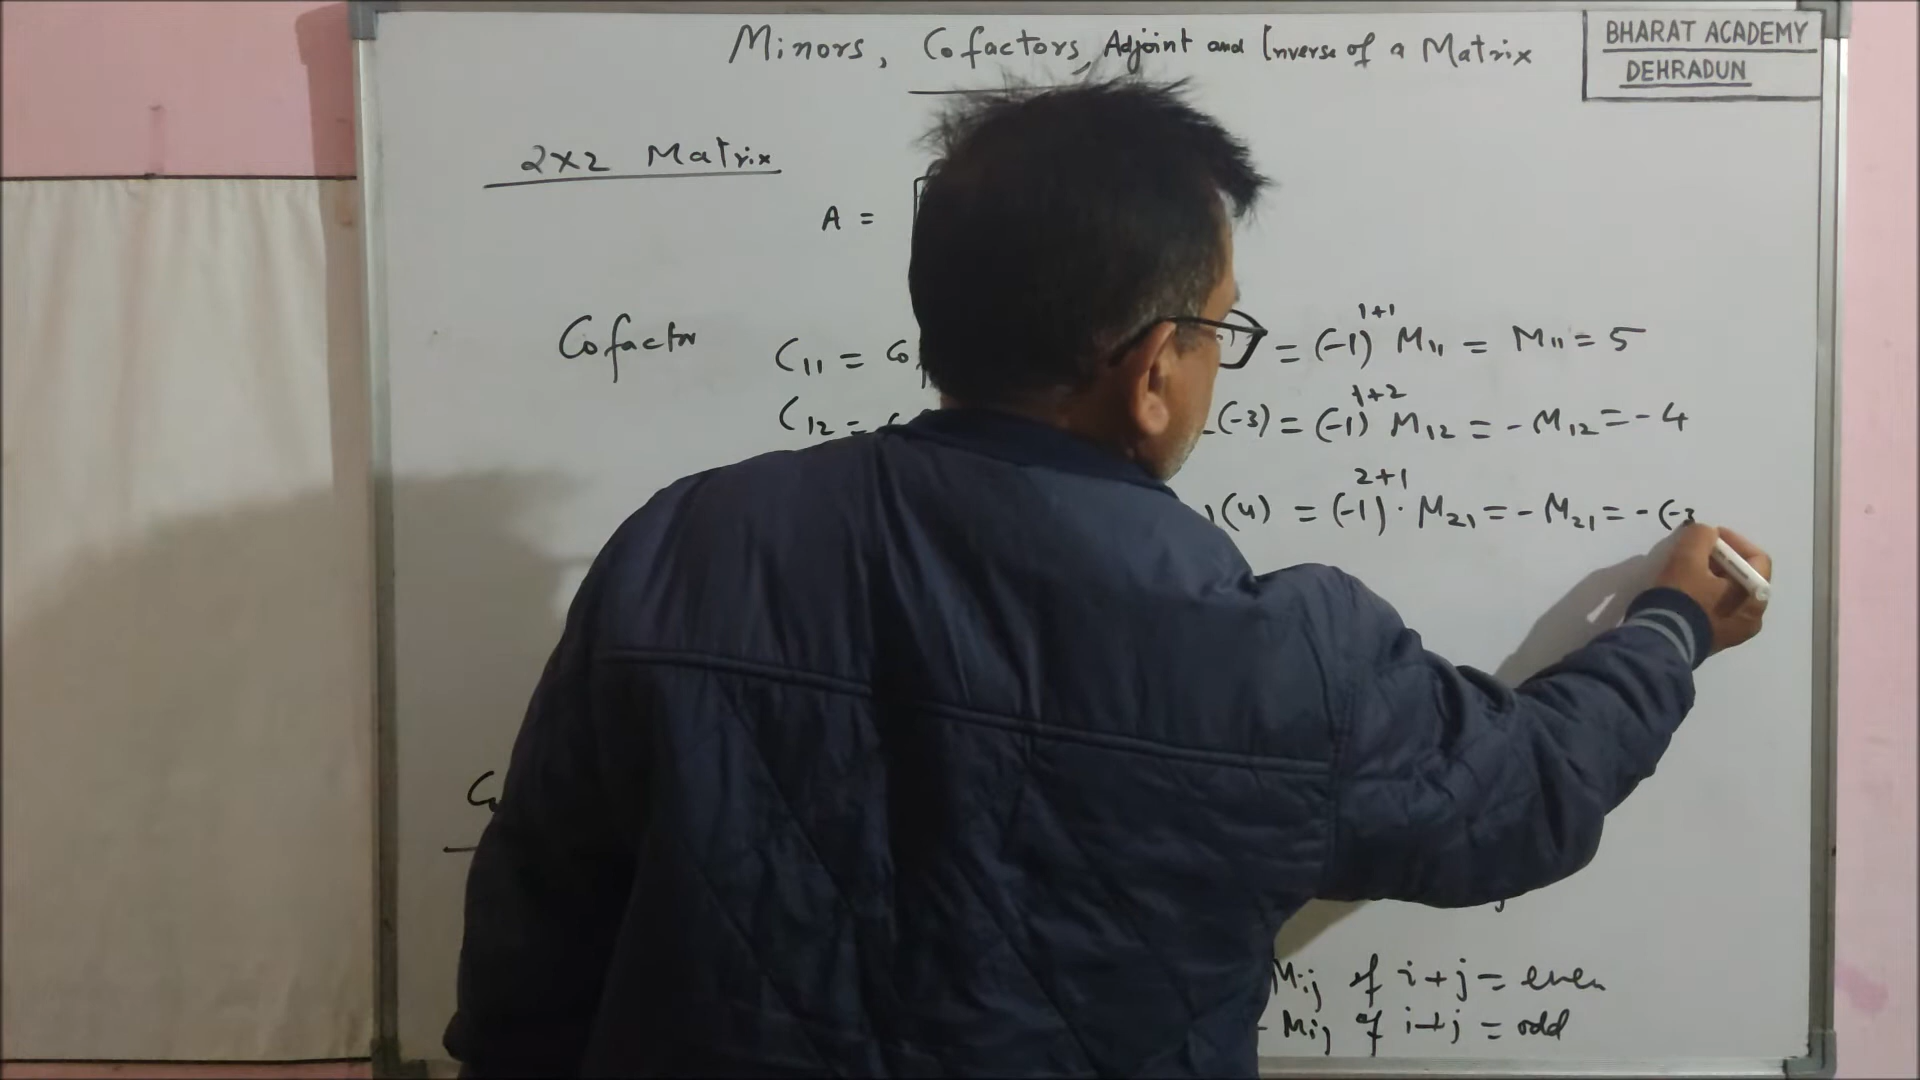 Minors, Cofactors, Adjoint and Inverse of a Matrix
BHARAT ACADEMY
DEHRADUN
2x2 Matrix
A =
Cofactor
C₁₁ = = (-1)¹⁺¹ M₁₁ = M₁₁ = 5
C₁₂ = (-3) = (-1)¹⁺² M₁₂ = - M₁₂ = - 4
(4) = (-1)²⁺¹ · M₂₁ = - M₂₁ = - (-3
Mij if i + j = even
- Mij if i + j = odd